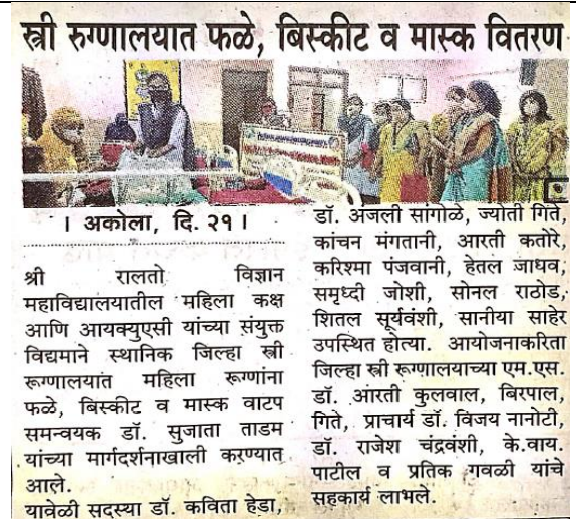 स्त्री रुग्णालयात फळे, बिस्कीट व मास्क वितरण
। अकोला, दि. २१ ।
श्री रालतो विज्ञान
महाविद्यालयातील महिला कक्ष
आणि आयक्युएसी यांच्या संयुक्त
विद्यमाने स्थानिक जिल्हा स्त्री
रूग्णालयात महिला रूग्णांना
फळे, बिस्कीट व मास्क वाटप
समन्वयक डॉ. सुजाता ताडम
यांच्या मार्गदर्शनाखाली करण्यात
आले.
यावेळी सदस्या डॉ. कविता हेडा,
डॉ. अंजली सांगोळे, ज्योती गिते,
कांचन मंगतानी, आरती कतोरे,
करिश्मा पंजवानी, हेतल जाधव,
समृध्दी जोशी, सोनल राठोड,
शितल सूर्यवंशी, सानीया साहेर
उपस्थित होत्या. आयोजनाकरिता
जिल्हा स्त्री रूग्णालयाच्या एम.एस.
डॉ. आरती कुलवाल, बिरपाल,
गिते, प्राचार्य डॉ. विजय नानोटी,
डॉ. राजेश चंद्रवंशी, के.वाय.
पाटील व प्रतिक गवळी यांचे
सहकार्य लाभले.